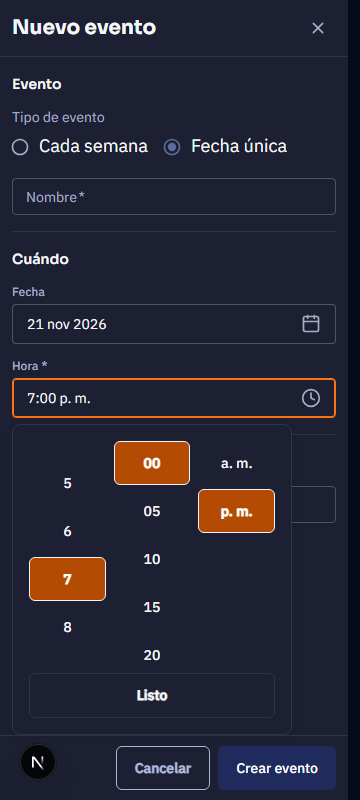 Nuevo evento
Evento
Tipo de evento
Cada semana Fecha única
Nombre*
Cuándo
Fecha
21 nov 2026
Hora *
7:00 p. m.
00 a. m.
5
05 p. m.
6
10
7
15
8
20
Listo
N
Cancelar Crear evento